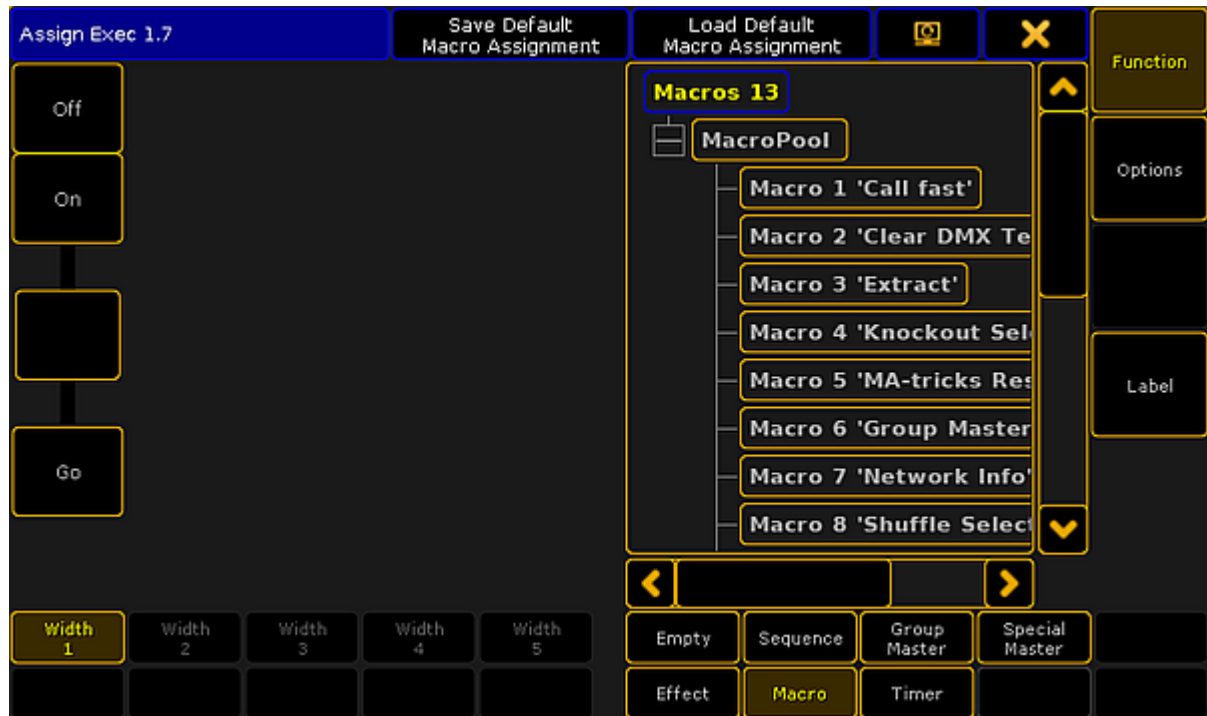 Assign Exec 1.7
Save Default
Macro Assignment
Load Default
Macro Assignment
Function
Options
Label
Off
On
Go
Macros 13
MacroPool
Macro 1 'Call fast'
Macro 2 'Clear DMX Te
Macro 3 'Extract'
Macro 4 'Knockout Sel
Macro 5 'MA-tricks Res
Macro 6 'Group Master
Macro 7 'Network Info'
Macro 8 'Shuffle Select
Width
1
Width
2
Width
3
Width
4
Width
5
Empty
Sequence
Group
Master
Special
Master
Effect
Macro
Timer